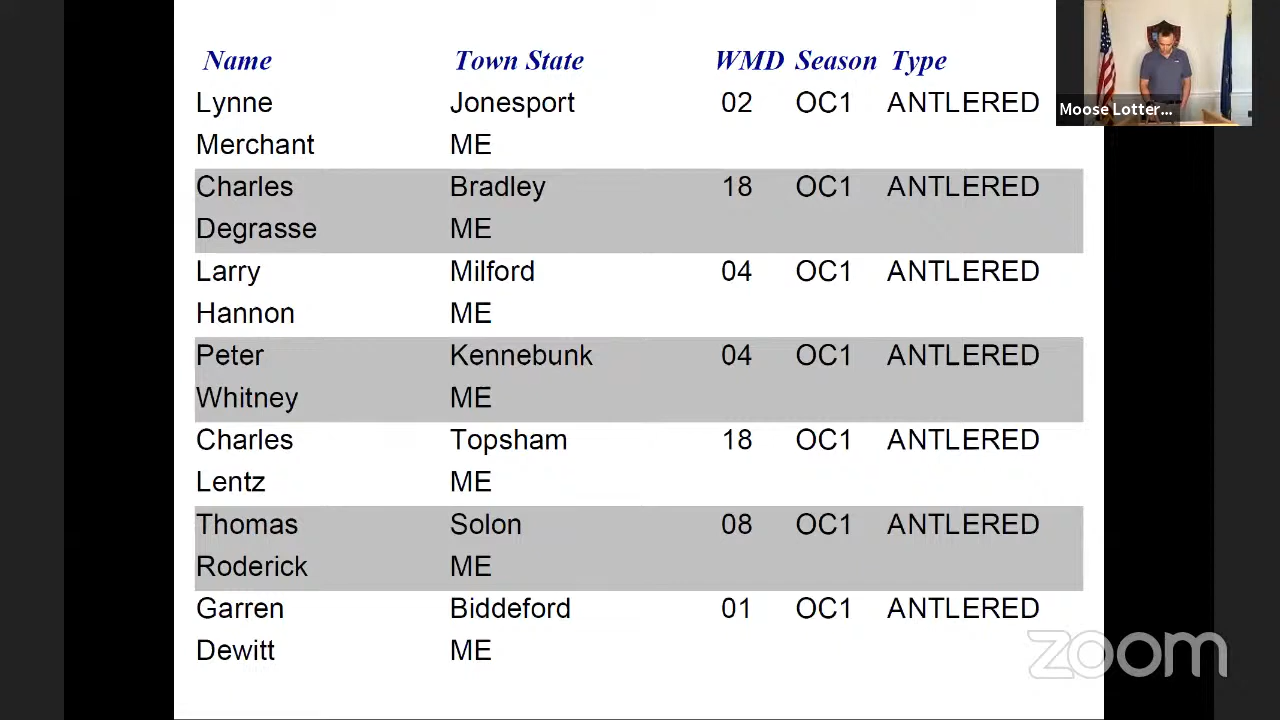 Name Town State WMD Season Type
Lynne Jonesport 02 OC1 ANTLERED
Merchant ME
Charles Bradley 18 OC1 ANTLERED
Degrasse ME
Larry Milford 04 OC1 ANTLERED
Hannon ME
Peter Kennebunk 04 OC1 ANTLERED
Whitney ME
Charles Topsham 18 OC1 ANTLERED
Lentz ME
Thomas Solon 08 OC1 ANTLERED
Roderick ME
Garren Biddeford 01 OC1 ANTLERED
Dewitt ME
Moose Lotter...
zoom